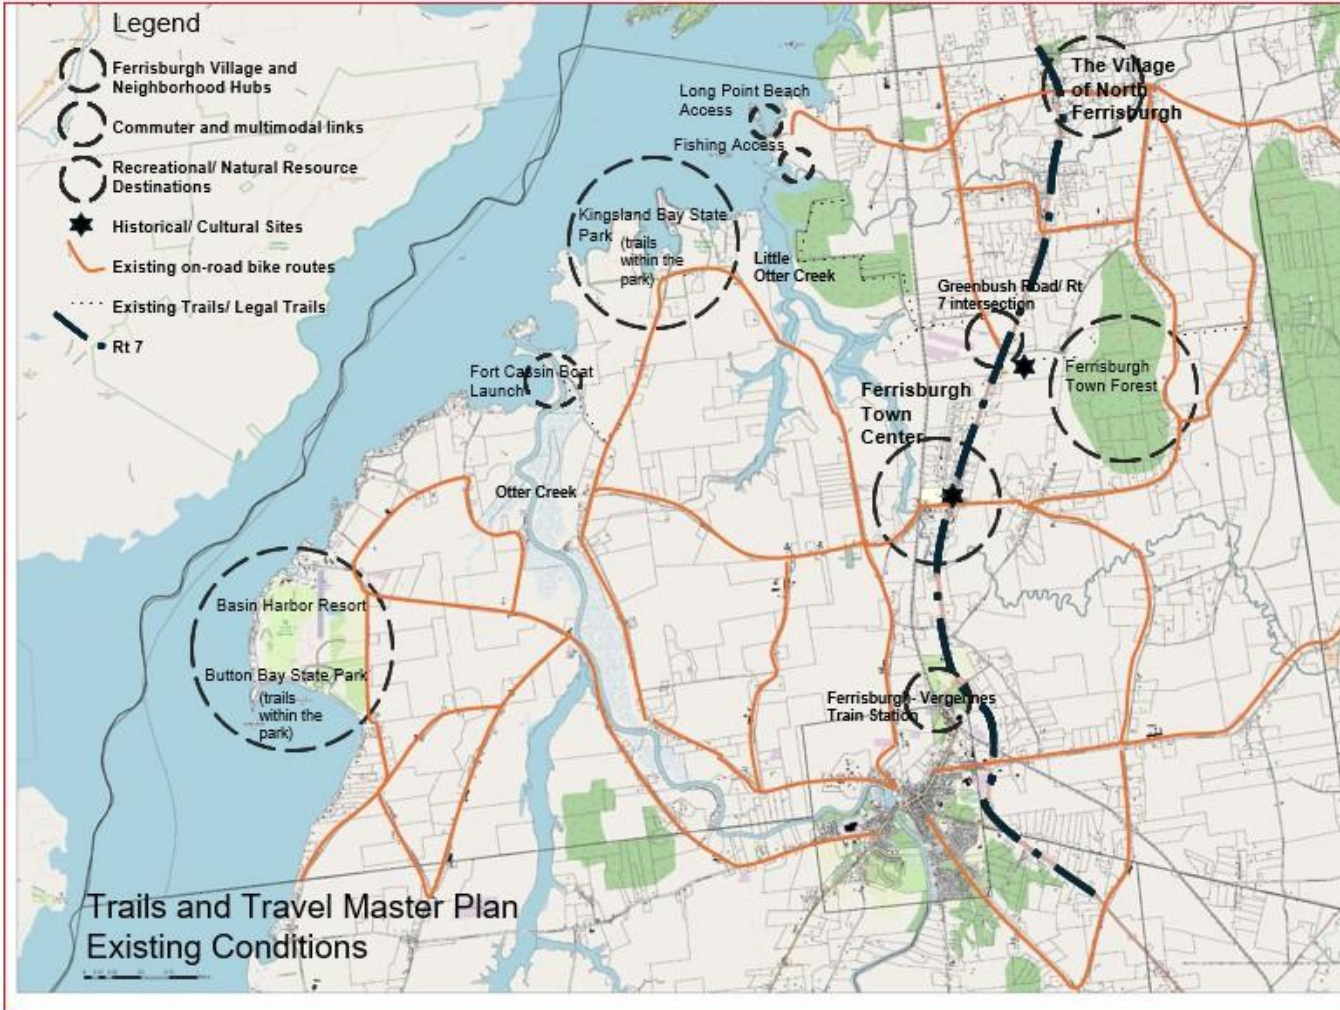 Legend
Ferrisburgh Village and
Neighborhood Hubs
Commuter and multimodal links
Recreational/ Natural Resource
Destinations
Historical/ Cultural Sites
Existing on-road bike routes
Existing Trails/ Legal Trails
Rt 7
The Village
of North
Ferrisburgh
Long Point Beach
Access
Fishing Access
Kingsland Bay State
Park
(trails
within the
park)
Little
Otter Creek
Greenbush Road/ Rt
7 intersection
Fort Cassin Boat
Launch
Ferrisburgh
Town Forest
Ferrisburgh
Town
Center
Otter Creek
Basin Harbor Resort
Button Bay State Park
(trails
within the
park)
Ferrisburgh- Vergennes
Train Station
Trails and Travel Master Plan
Existing Conditions